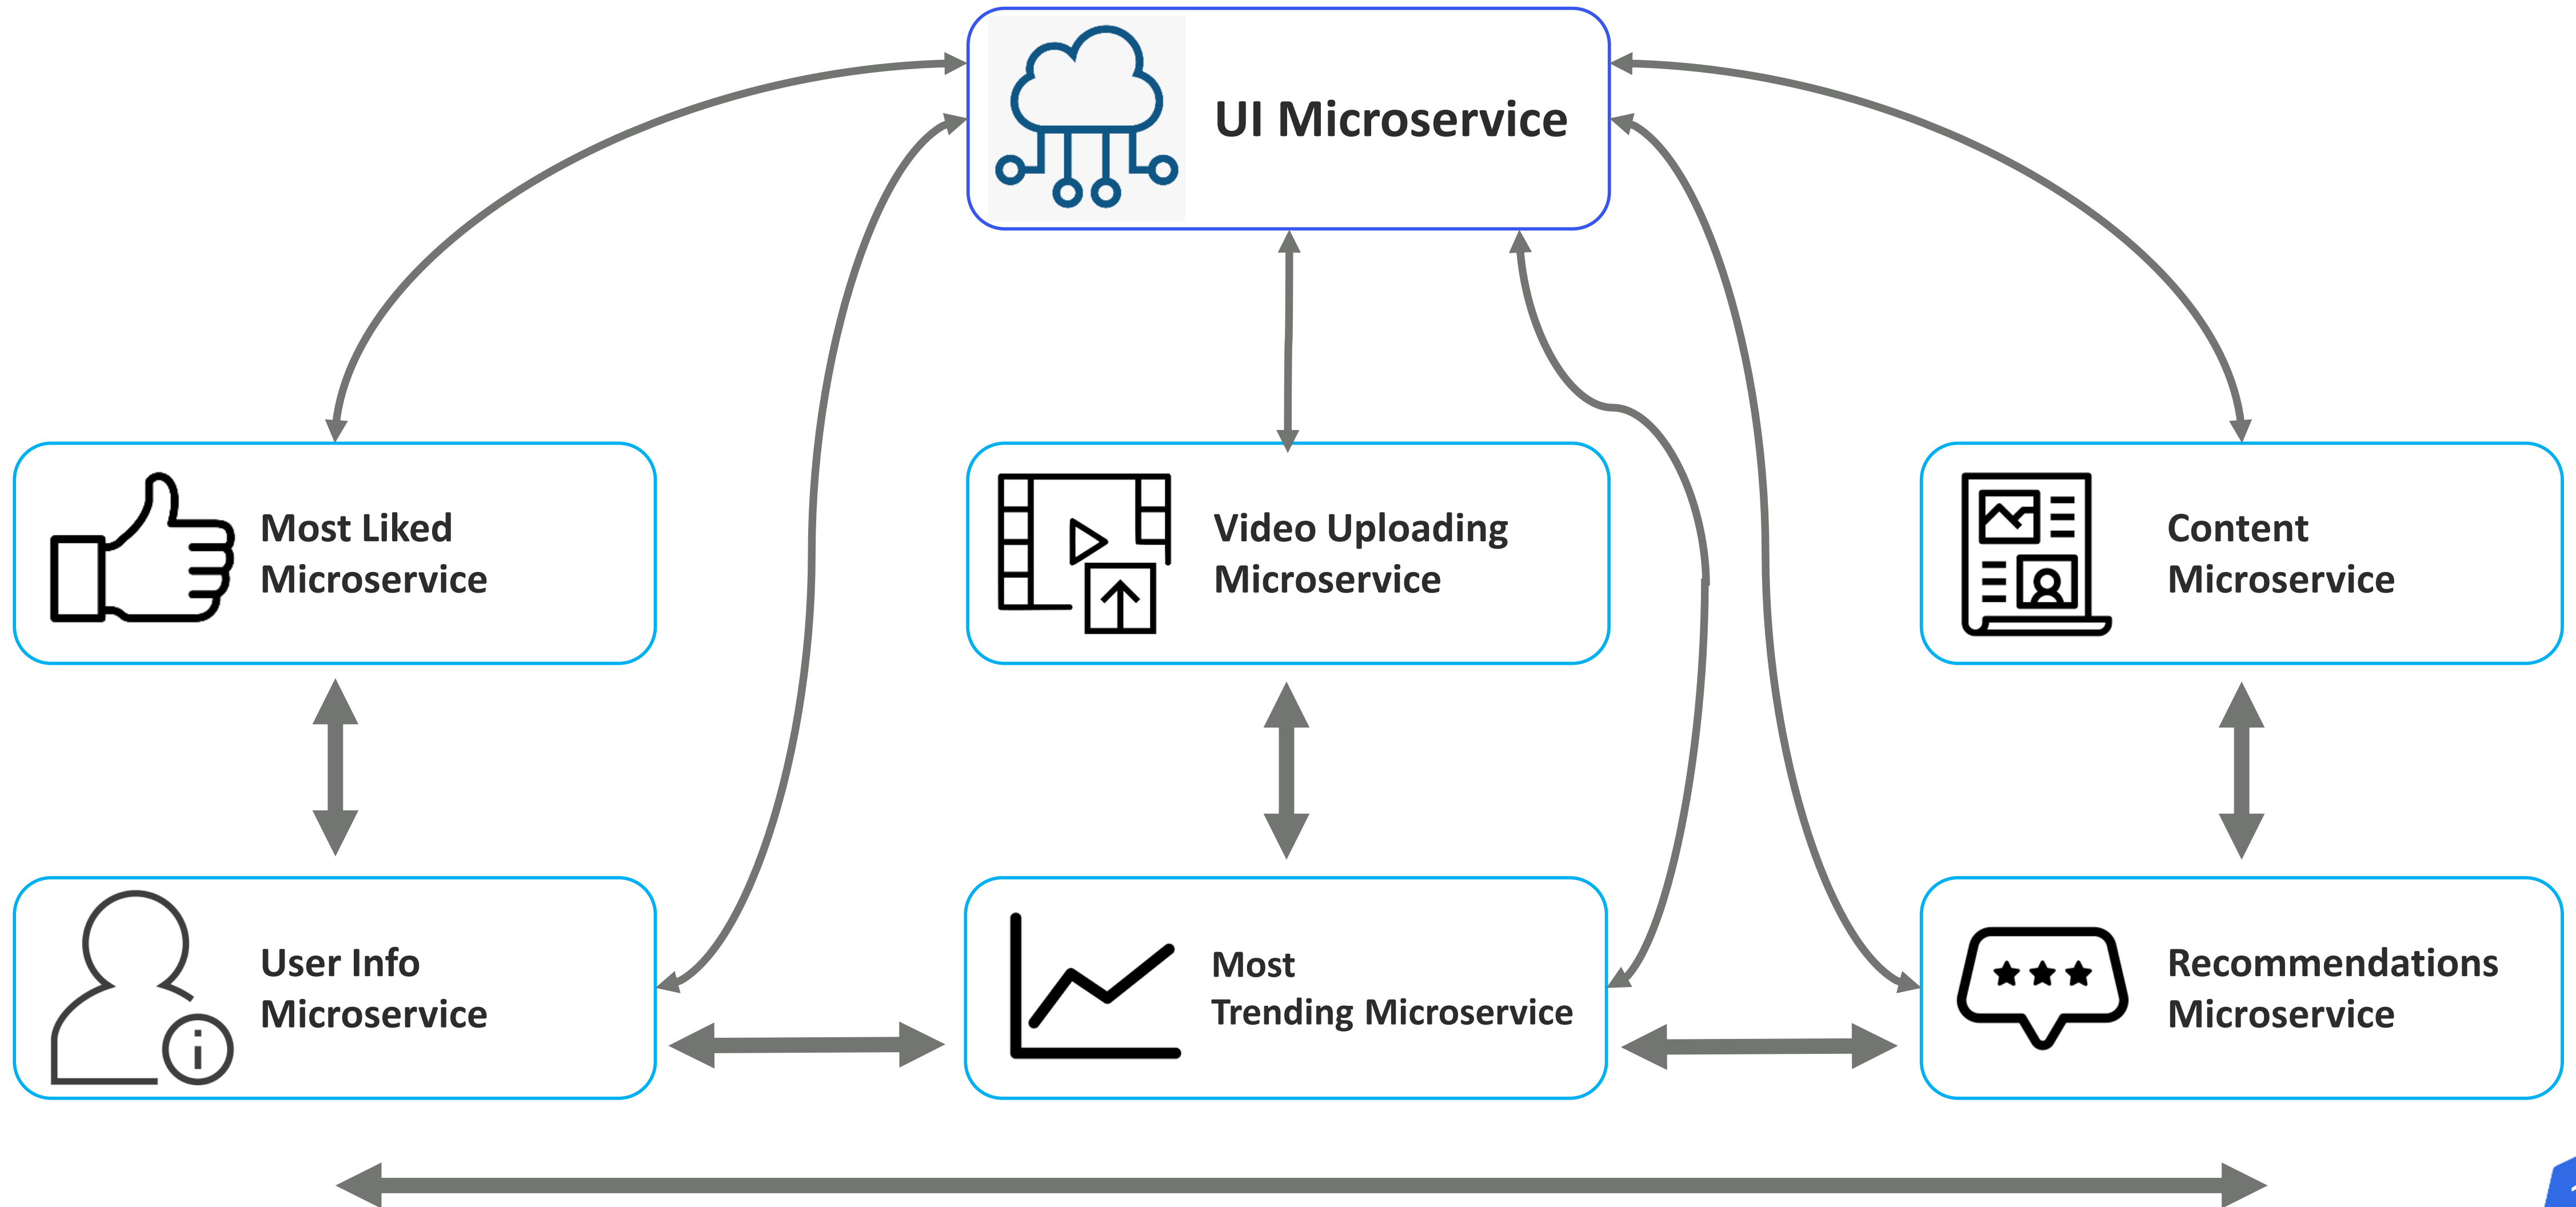 UI Microservice
Most Liked
Microservice
Video Uploading
Microservice
Content
Microservice
User Info
Microservice
Most
Trending Microservice
Recommendations
Microservice